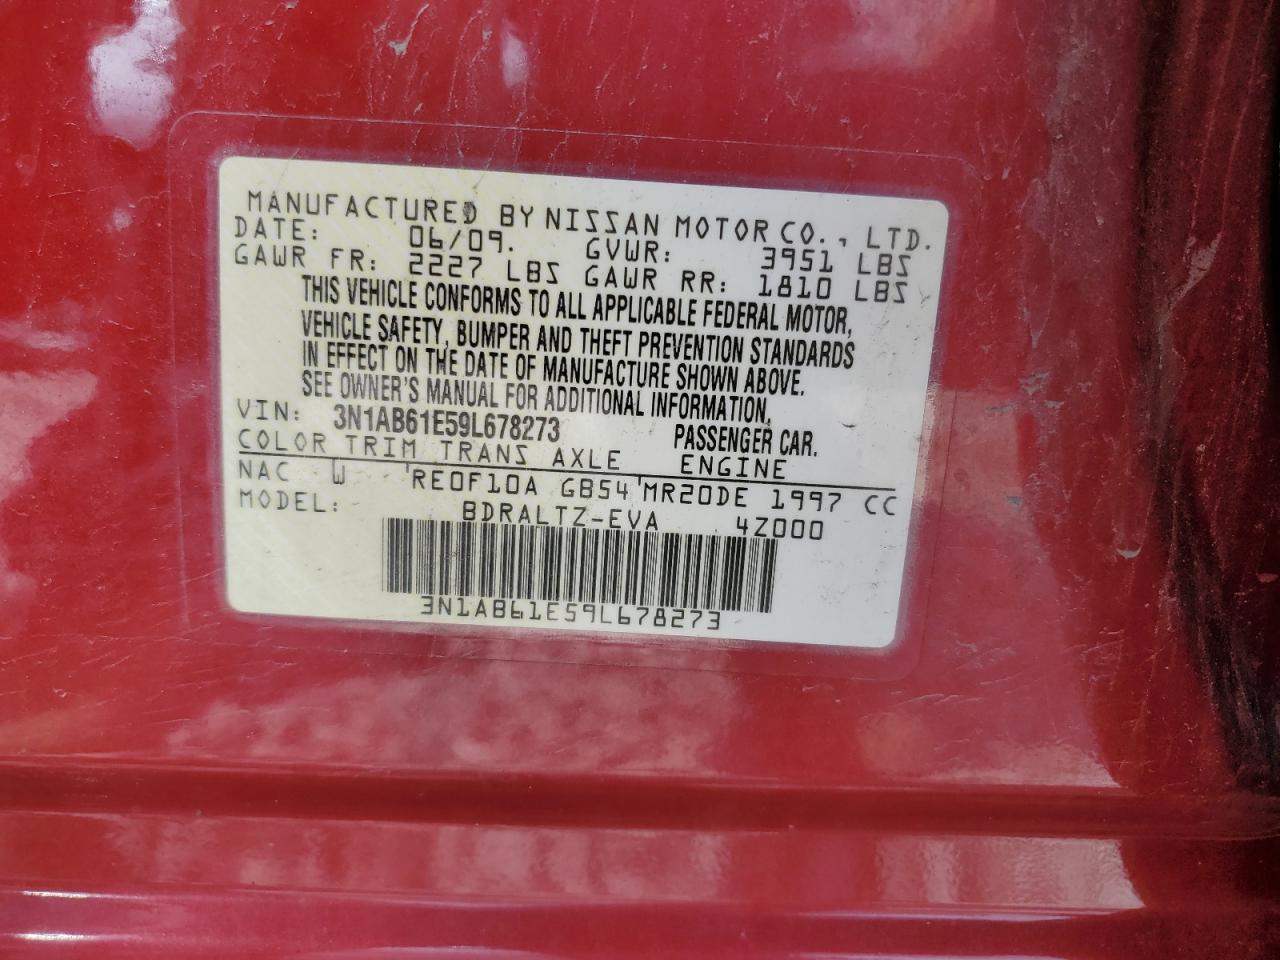 MANUFACTURED BY NISSAN MOTOR CO., LTD.
DATE: 06/09. GVWR: 3951 LBS
GAWR FR: 2227 LBS GAWR RR: 1810 LBS
THIS VEHICLE CONFORMS TO ALL APPLICABLE FEDERAL MOTOR,
VEHICLE SAFETY, BUMPER AND THEFT PREVENTION STANDARDS
IN EFFECT ON THE DATE OF MANUFACTURE SHOWN ABOVE.
SEE OWNER'S MANUAL FOR ADDITIONAL INFORMATION,
VIN: 3N1AB61E59L678273 PASSENGER CAR.
COLOR TRIM TRANS AXLE ENGINE
NAC W RE0F10A GB54 MR20DE 1997 CC
MODEL: BDRALTZ-EVA 4Z000
3N1AB61E59L678273